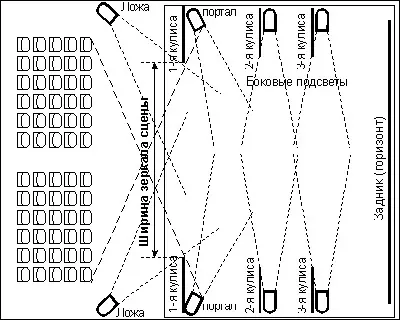 Ложа
1-я кулиса
портал
2-я кулиса
3-я кулиса
Боковые подсветы
Ширина зеркала сцены
Задник (горизонт)
1-я кулиса
2-я кулиса
3-я кулиса
Ложа
портал